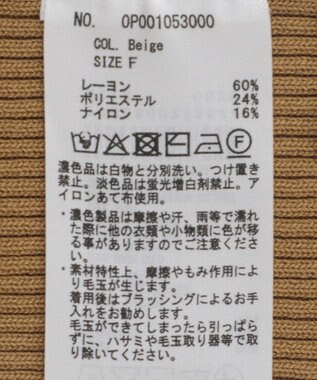 NO. 0P001053000
COL. Beige
SIZE F
レーヨン 60%
ポリエステル 24%
ナイロン 16%
濃色品は白物と分別洗い。つけ置き
禁止。淡色品は蛍光増白剤禁止。ア
イロンあて布使用。
・濃色製品は摩擦や汗、雨等で濡れ
た際に他の衣類や小物類に色が移
る事がありますのでご注意くださ
い。
・素材特性上、摩擦やもみ作用によ
り毛玉が生じます。
着用後はブラッシングによるお手
入れをお勧めします。
毛玉ができてしまったら引っぱら
ずに、ハサミや毛玉取り器等で取
り除いてください。